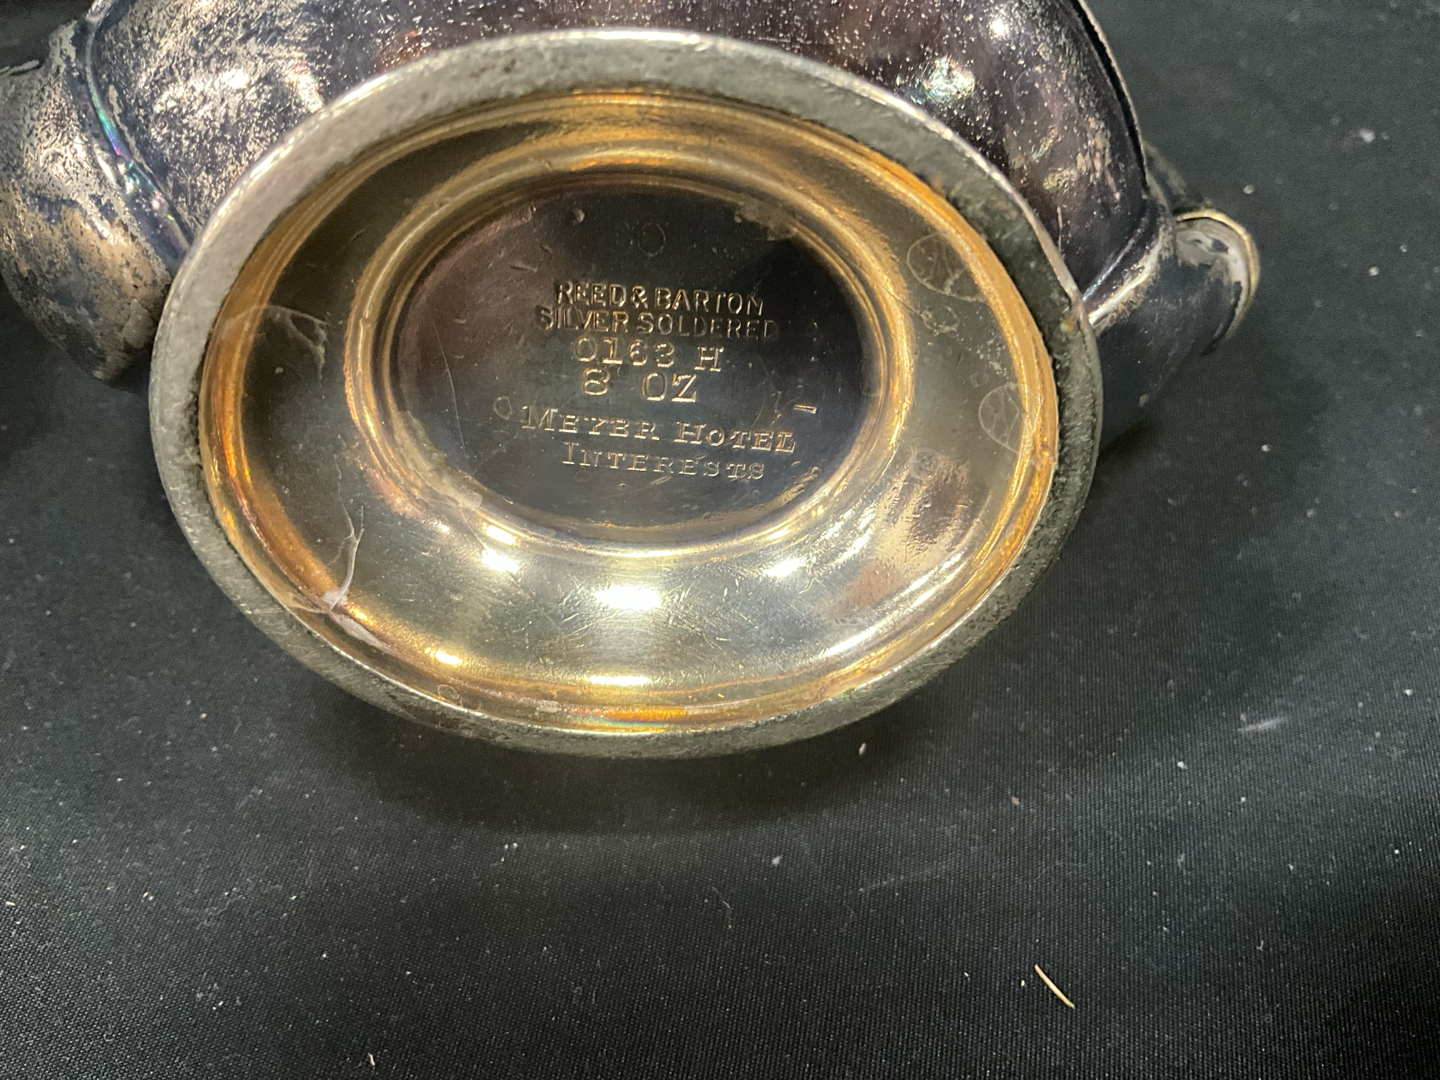 REED & BARTON
SILVER SOLDERED
0163 H
8 OZ
MEYER HOTEL
INTERESTS